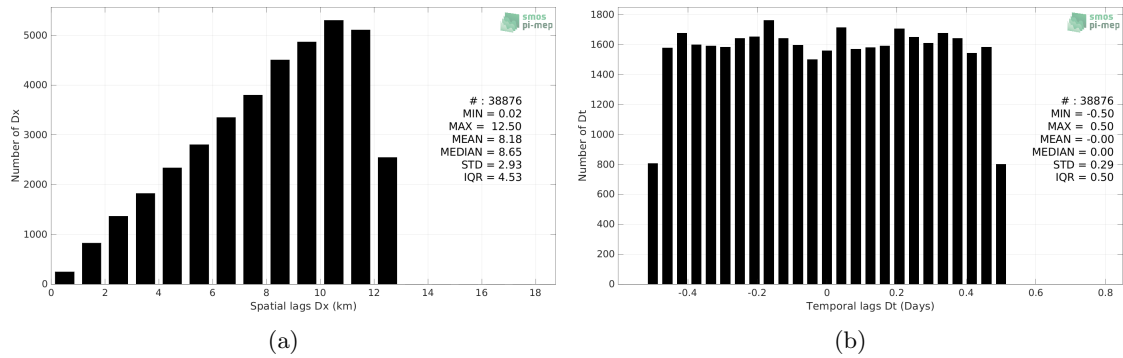 smos
pi-mep
Number of Dx
5000
4000
3000
2000
1000
0
# : 38876
MIN = 0.02
MAX = 12.50
MEAN = 8.18
MEDIAN = 8.65
STD = 2.93
IQR = 4.53
0 2 4 6 8 10 12 14 16 18
Spatial lags Dx (km)
(a)
smos
pi-mep
Number of Dt
1800
1600
1400
1200
1000
800
600
400
200
0
# : 38876
MIN = -0.50
MAX = 0.50
MEAN = -0.00
MEDIAN = 0.00
STD = 0.29
IQR = 0.50
-0.4 -0.2 0 0.2 0.4 0.6 0.8
Temporal lags Dt (Days)
(b)